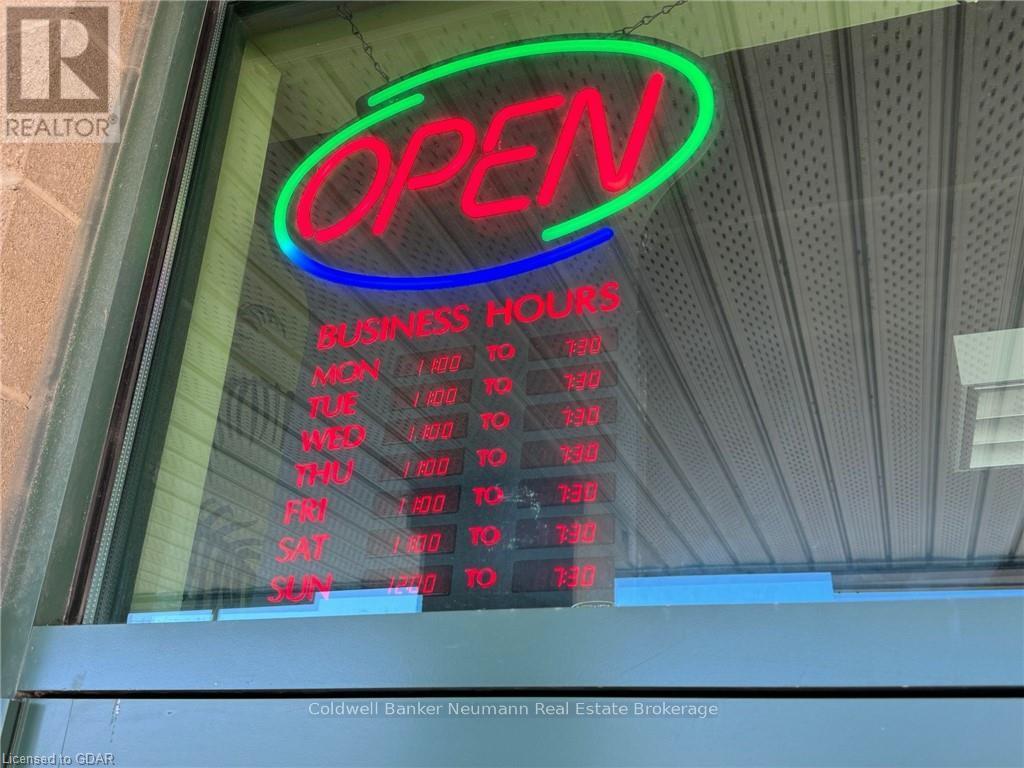 R
REALTOR®
OPEN
BUSINESS HOURS
MON 11:00 TO 7:30
TUE 11:00 TO 7:30
WED 11:00 TO 7:30
THU 11:00 TO 7:30
FRI 11:00 TO 7:30
SAT 11:00 TO 7:30
SUN 12:00 TO 7:30
Coldwell Banker Neumann Real Estate Brokerage
Licensed to GDAR